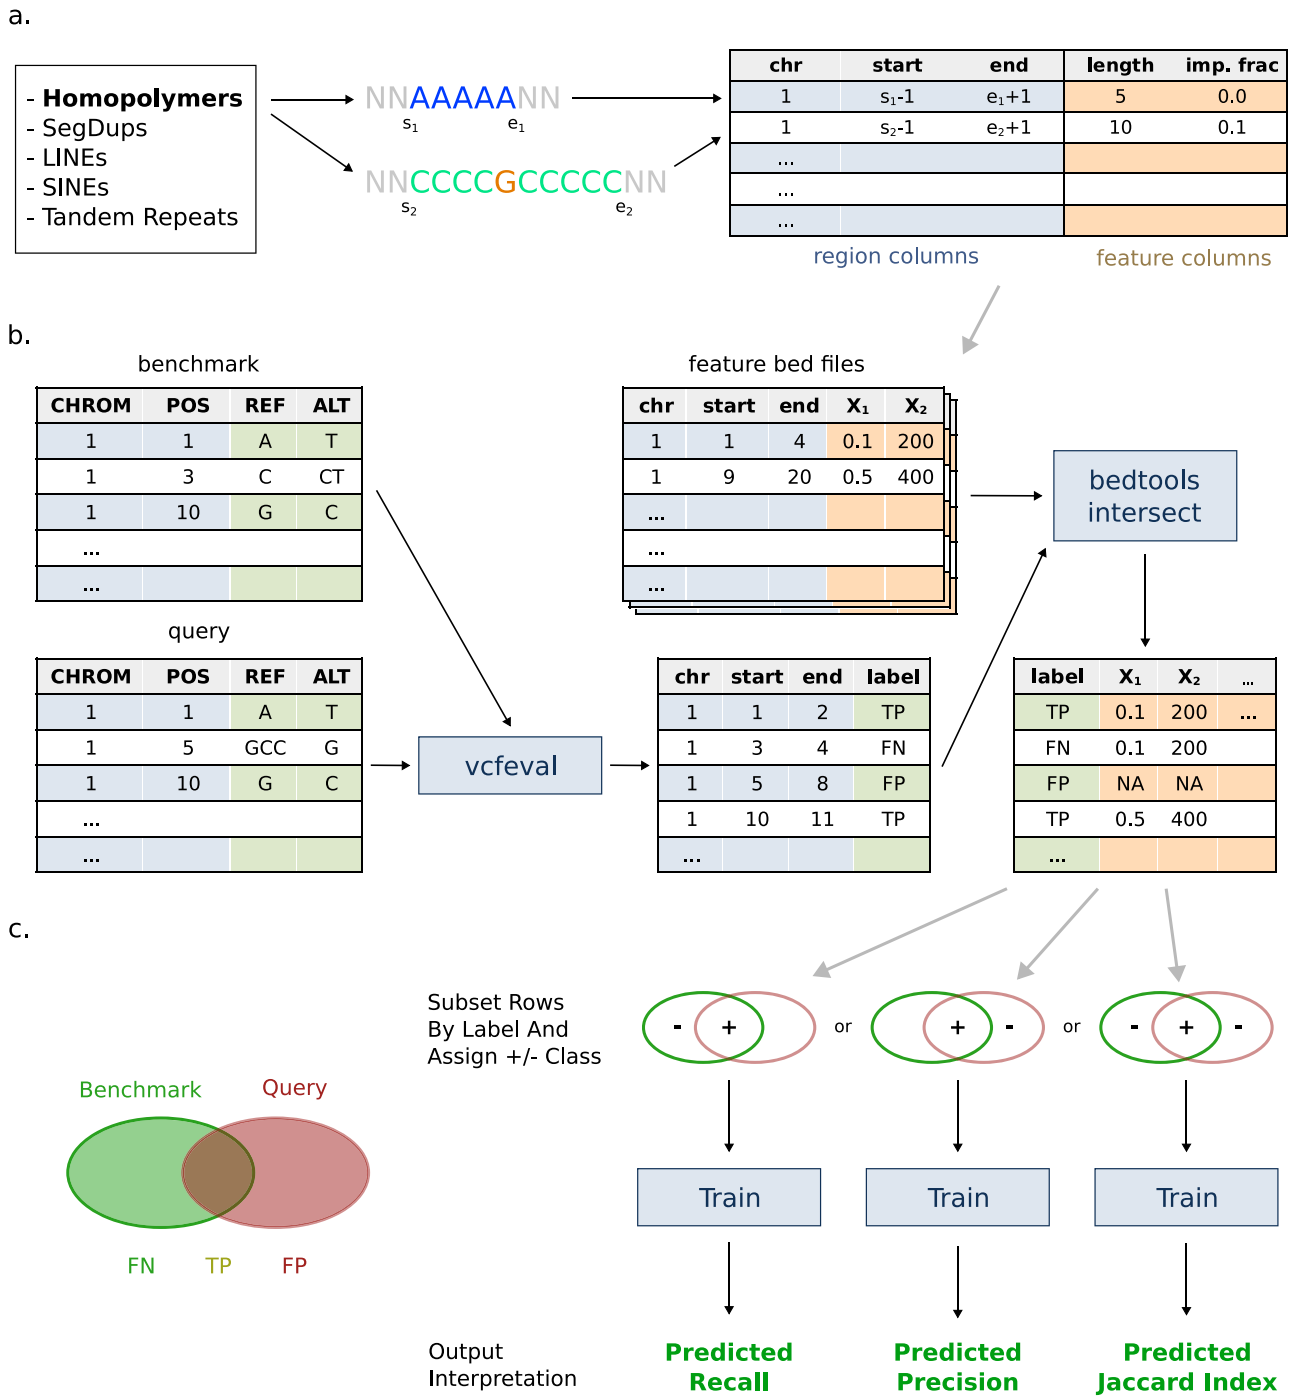 a.
- Homopolymers
- SegDups
- LINEs
- SINEs
- Tandem Repeats
NNAAAAANN
s1 e1
NNCCCCGCCCCCNN
s2 e2
chr start end length imp. frac
1 s1-1 e1+1 5 0.0
1 s2-1 e2+1 10 0.1
...
...
...
region columns feature columns
b.
benchmark
CHROM POS REF ALT
1 1 A T
1 3 C CT
1 10 G C
...
...
feature bed files
chr start end X1 X2
1 1 4 0.1 200
1 9 20 0.5 400
...
...
...
bedtools
intersect
query
CHROM POS REF ALT
1 1 A T
1 5 GCC G
1 10 G C
...
...
vcfeval
chr start end label
1 1 2 TP
1 3 4 FN
1 5 8 FP
1 10 11 TP
...
label X1 X2 ...
TP 0.1 200 ...
FN 0.1 200
FP NA NA
TP 0.5 400
...
c.
Benchmark Query
FN TP FP
Subset Rows
By Label And
Assign +/- Class
- + or + - or - + -
Train Train Train
Output
Interpretation
Predicted
Recall
Predicted
Precision
Predicted
Jaccard Index